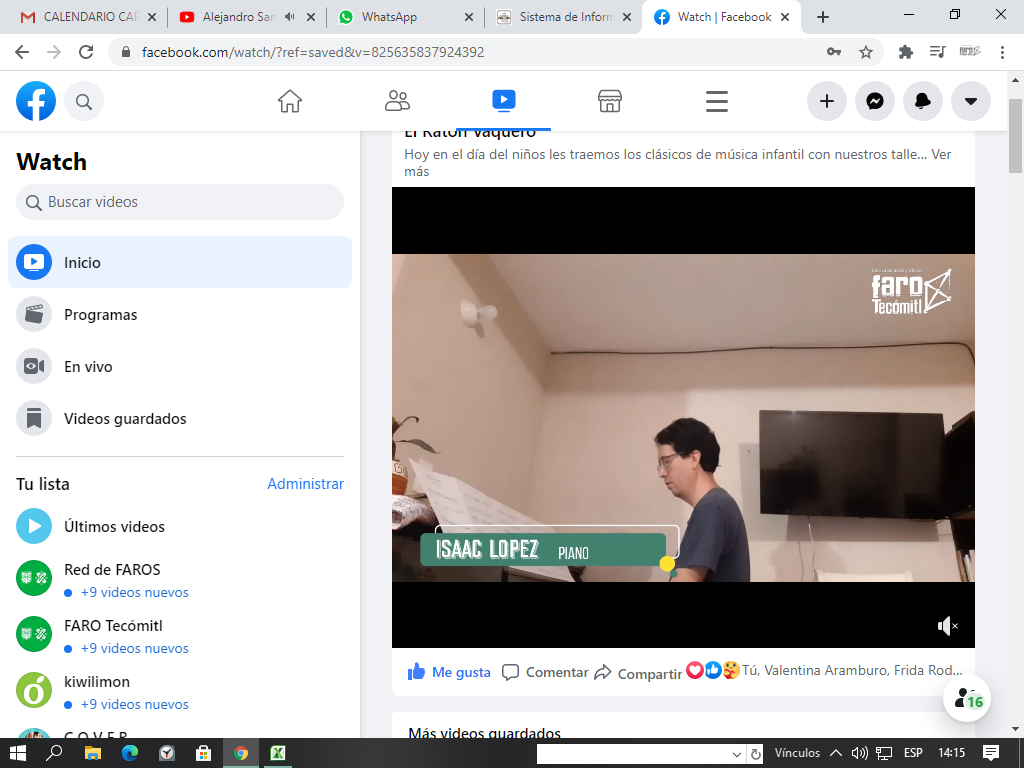 CALENDARIO CAP
Alejandro San
WhatsApp
Sistema de Inform
Watch | Facebook
facebook.com/watch/?ref=saved&v=825635837924392
Watch
Buscar videos
Inicio
Programas
En vivo
Videos guardados
Tu lista
Administrar
Últimos videos
Red de FAROS
+9 videos nuevos
FARO Tecómitl
+9 videos nuevos
kiwilimon
+9 videos nuevos
C.O.V.E.R.
El Ratón Vaquero
Hoy en el día del niños les traemos los clásicos de música infantil con nuestros talle... Ver
más
faro
Tecómitl
ISAAC LOPEZ PIANO
Me gusta
Comentar
Compartir
Tú, Valentina Aramburo, Frida Rod...
16
Más videos guardados
Vínculos
ESP
14:15